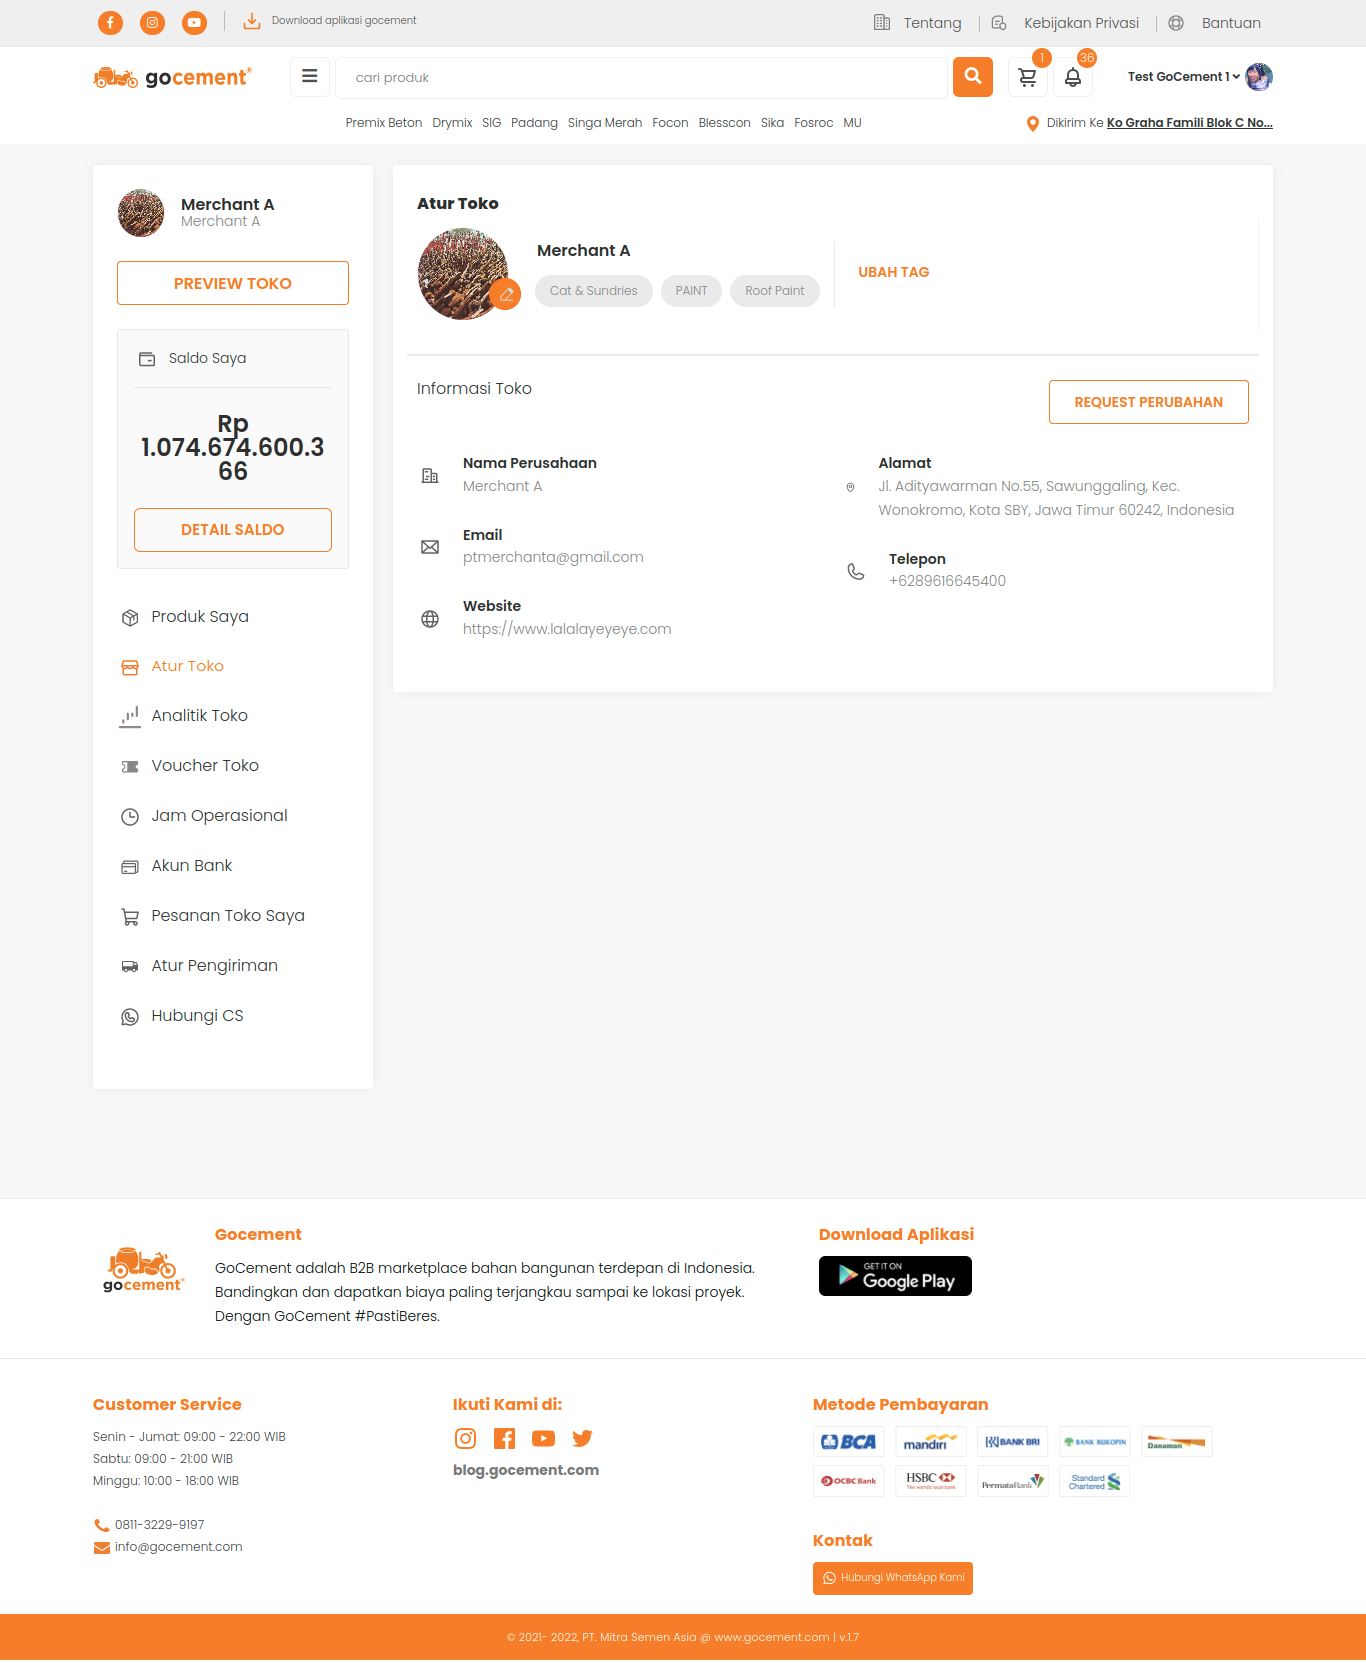 Download aplikasi gocement
Tentang
Kebijakan Privasi
Bantuan
gocement®
cari produk
1
36
Test GoCement 1
Premix Beton Drymix SIG Padang Singa Merah Focon Blesscon Sika Fosroc MU
Dikirim Ke Ko Graha Famili Blok C No...
Merchant A
Merchant A
PREVIEW TOKO
Saldo Saya
Rp
1.074.674.600.3
66
DETAIL SALDO
Produk Saya
Atur Toko
Analitik Toko
Voucher Toko
Jam Operasional
Akun Bank
Pesanan Toko Saya
Atur Pengiriman
Hubungi CS
Atur Toko
Merchant A
Cat & Sundries
PAINT
Roof Paint
UBAH TAG
Informasi Toko
REQUEST PERUBAHAN
Nama Perusahaan
Merchant A
Email
ptmerchanta@gmail.com
Website
https://www.lalalayeyeye.com
Alamat
Jl. Adityawarman No.55, Sawunggaling, Kec.
Wonokromo, Kota SBY, Jawa Timur 60242, Indonesia
Telepon
+6289616645400
gocement®
Gocement
GoCement adalah B2B marketplace bahan bangunan terdepan di Indonesia.
Bandingkan dan dapatkan biaya paling terjangkau sampai ke lokasi proyek.
Dengan GoCement #PastiBeres.
Download Aplikasi
GET IT ON
Google Play
Customer Service
Senin - Jumat: 09:00 - 22:00 WIB
Sabtu: 09:00 - 21:00 WIB
Minggu: 10:00 - 18:00 WIB
0811-3229-9197
info@gocement.com
Ikuti Kami di:
blog.gocement.com
Metode Pembayaran
BCA
mandiri
BANK BRI
BANK BUKOPIN
Danamon
OCBC Bank
HSBC
The world's local bank
PermataBank
Standard
Chartered
Kontak
Hubungi WhatsApp Kami
© 2021- 2022, PT. Mitra Semen Asia @ www.gocement.com | v.1.7